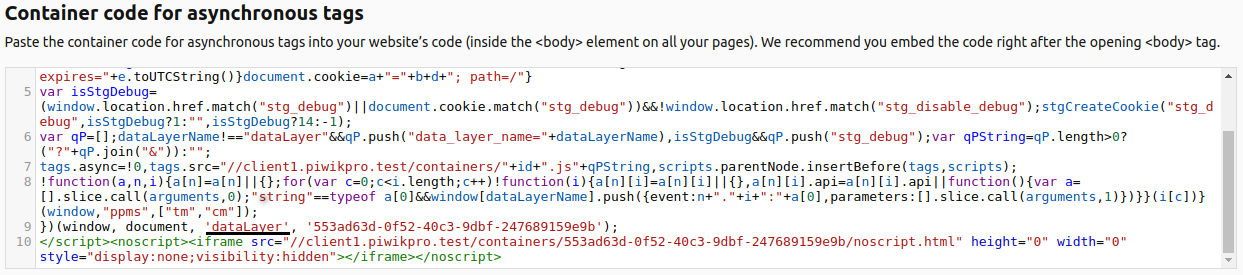 Container code for asynchronous tags
Paste the container code for asynchronous tags into your website's code (inside the <body> element on all your pages). We recommend you embed the code right after the opening <body> tag.
expires="+e.toUTCString()}document.cookie=a+"="+b+d+"; path=/"}
5 var isStgDebug=
(window.location.href.match("stg_debug")||document.cookie.match("stg_debug"))&&!window.location.href.match("stg_disable_debug");stgCreateCookie("stg_d
ebug",isStgDebug?1:"",isStgDebug?14:-1);
6 var qP=[];dataLayerName!=="dataLayer"&&qP.push("data_layer_name="+dataLayerName),isStgDebug&&qP.push("stg_debug");var qPString=qP.length>0?
("?"+qP.join("&")):"";
7 tags.async=!0,tags.src="//client1.piwikpro.test/containers/"+id+".js"+qPString,scripts.parentNode.insertBefore(tags,scripts);
8 !function(a,n,i){a[n]=a[n]||{};for(var c=0;c<i.length;c++)!function(i){a[n][i]=a[n][i]||{},a[n][i].api=a[n][i].api||function(){var a=
[].slice.call(arguments,0);"string"==typeof a[0]&&window[dataLayerName].push({event:n+"."+i+":"+a[0],parameters:[].slice.call(arguments,1)})}}(i[c])}
(window,"ppms",["tm","cm"]);
9 })(window, document, 'dataLayer', '553ad63d-0f52-40c3-9dbf-247689159e9b');
10 </script><noscript><iframe src="//client1.piwikpro.test/containers/553ad63d-0f52-40c3-9dbf-247689159e9b/noscript.html" height="0" width="0"
style="display:none;visibility:hidden"></iframe></noscript>